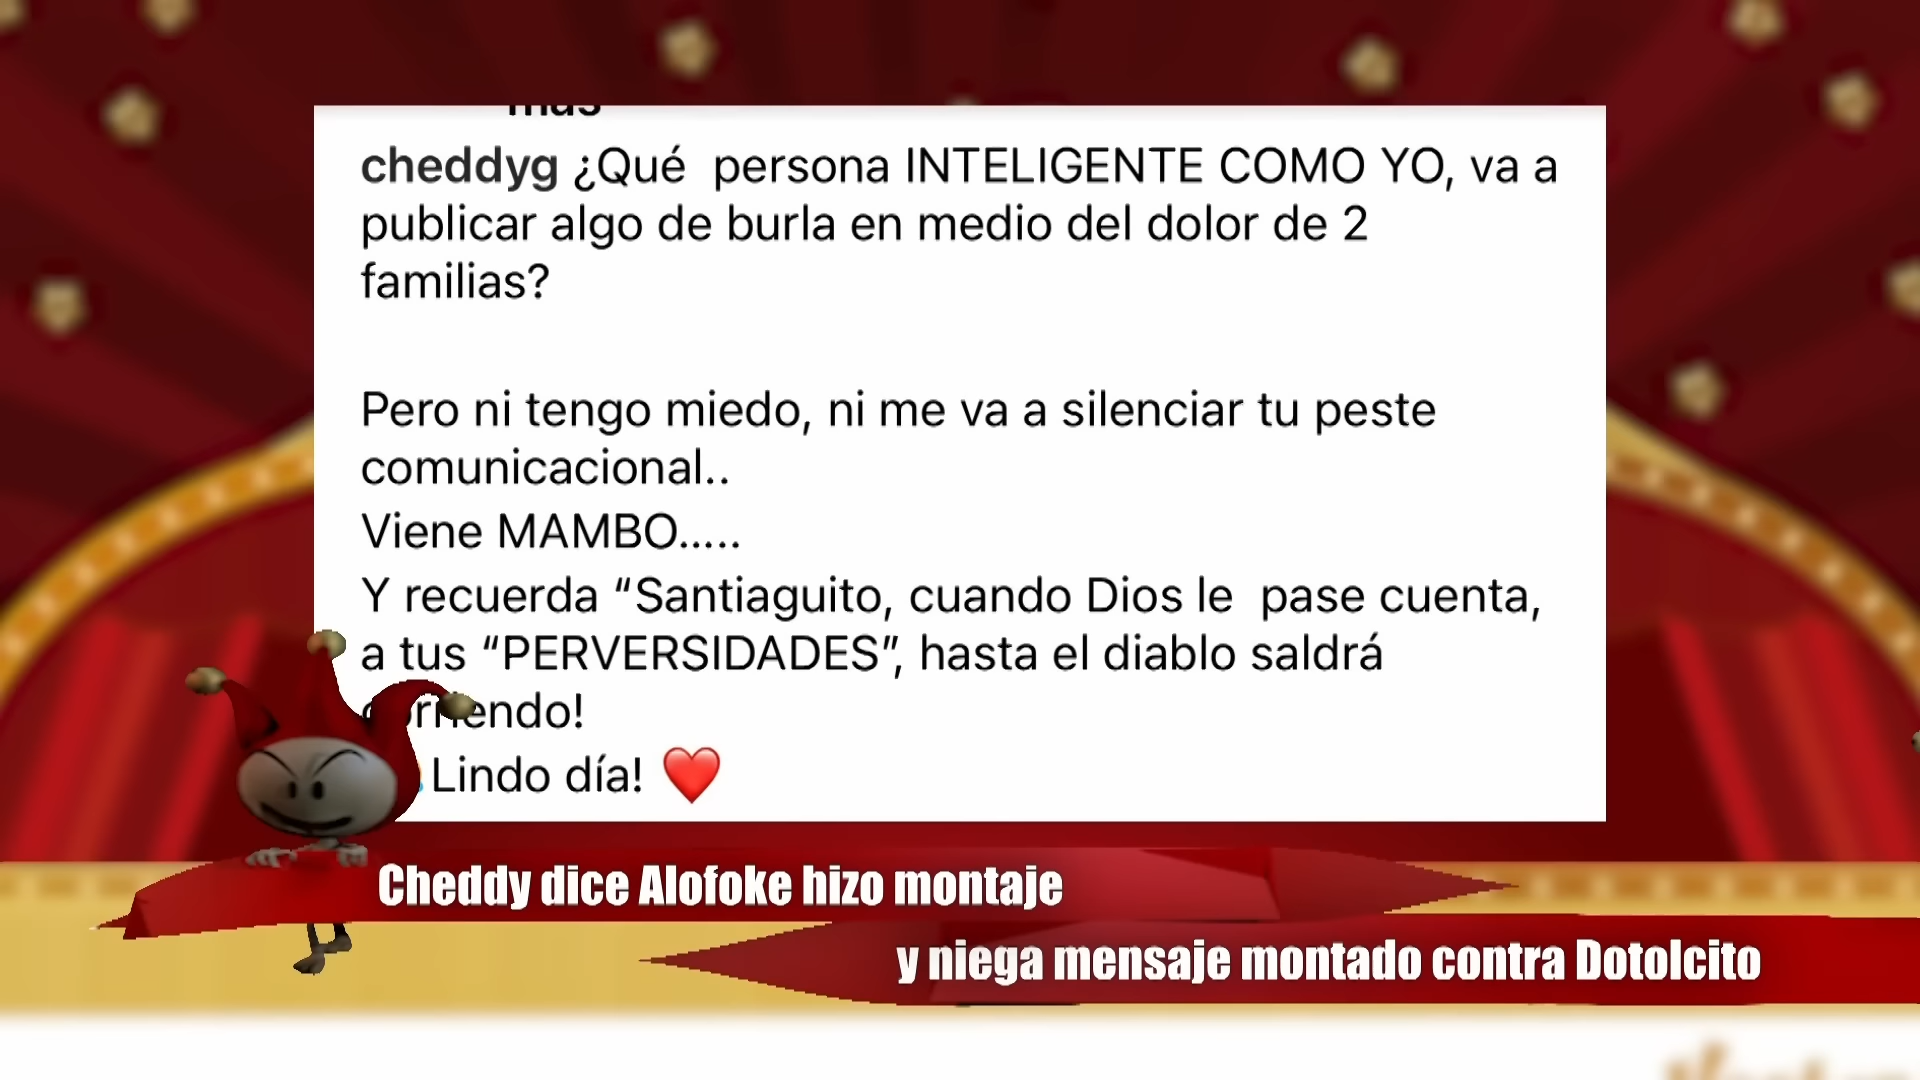 cheddyg ¿Qué  persona INTELIGENTE COMO YO, va a
publicar algo de burla en medio del dolor de 2
familias?
Pero ni tengo miedo, ni me va a silenciar tu peste
comunicacional..
Viene MAMBO.....
Y recuerda “Santiaguito, cuando Dios le  pase cuenta,
a tus “PERVERSIDADES”, hasta el diablo saldrá
corriendo!
Lindo día! ❤️
Cheddy dice Alofoke hizo montaje
y niega mensaje montado contra Dotolcito